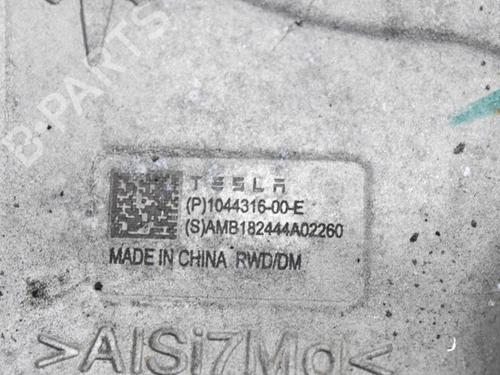 B-PARTS
TESLA
(P)1044316-00-E
(S)AMB182444A02260
MADE IN CHINA RWD/DM
>AlSi7Mg<